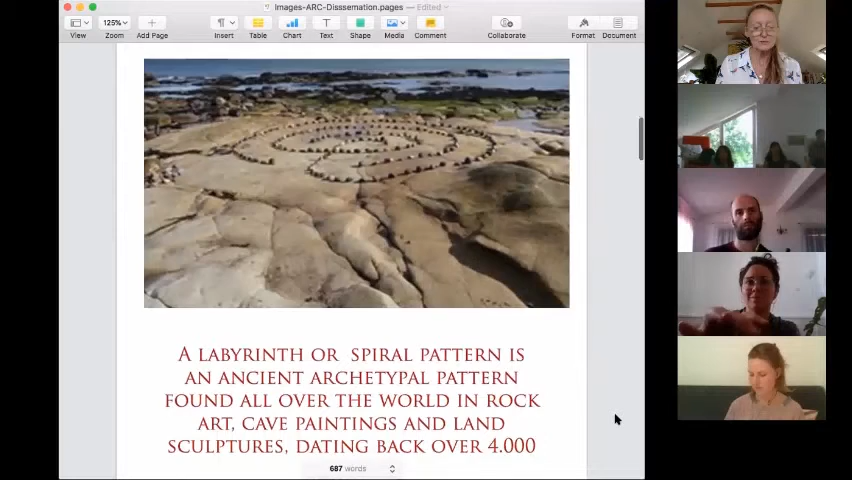 Images-ARC-Disssemation.pages — Edited
125%
View
Zoom
Add Page
Insert
Table
Chart
Text
Shape
Media
Comment
Collaborate
Format
Document
A LABYRINTH OR SPIRAL PATTERN IS
AN ANCIENT ARCHETYPAL PATTERN
FOUND ALL OVER THE WORLD IN ROCK
ART, CAVE PAINTINGS AND LAND
SCULPTURES, DATING BACK OVER 4.000
687 words